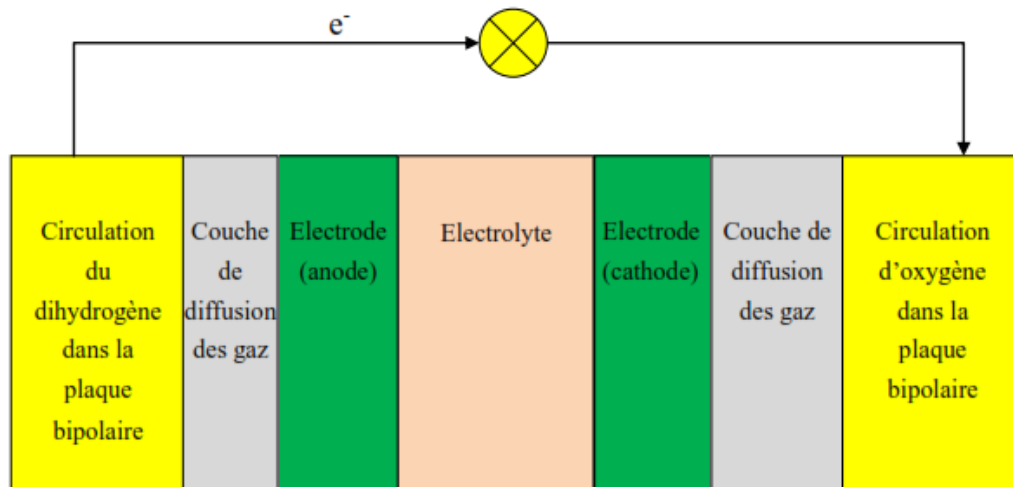 e-
Circulation
du
dihydrogène
dans la
plaque
bipolaire
Couche
de
diffusion
des gaz
Electrode
(anode)
Electrolyte
Electrode
(cathode)
Couche de
diffusion
des gaz
Circulation
d’oxygène
dans la
plaque
bipolaire